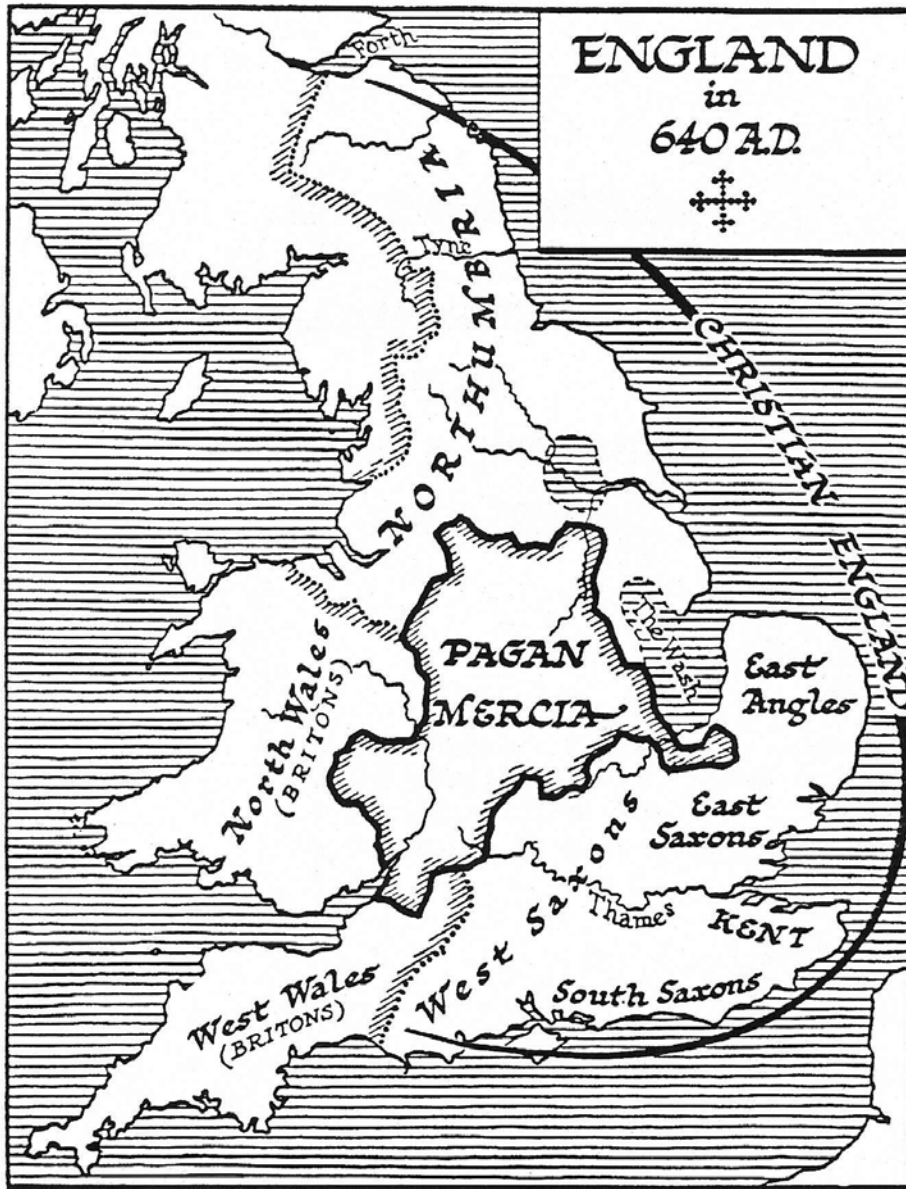 ENGLAND
in
640 A.D.
Forth
Tyne
NORTHUMBRIA
CHRISTIAN ENGLAND
PAGAN
MERCIA
The Wash
East
Angles
North Wales
(BRITONS)
East
Saxons
West Saxons
Thames
KENT
South Saxons
West Wales
(BRITONS)